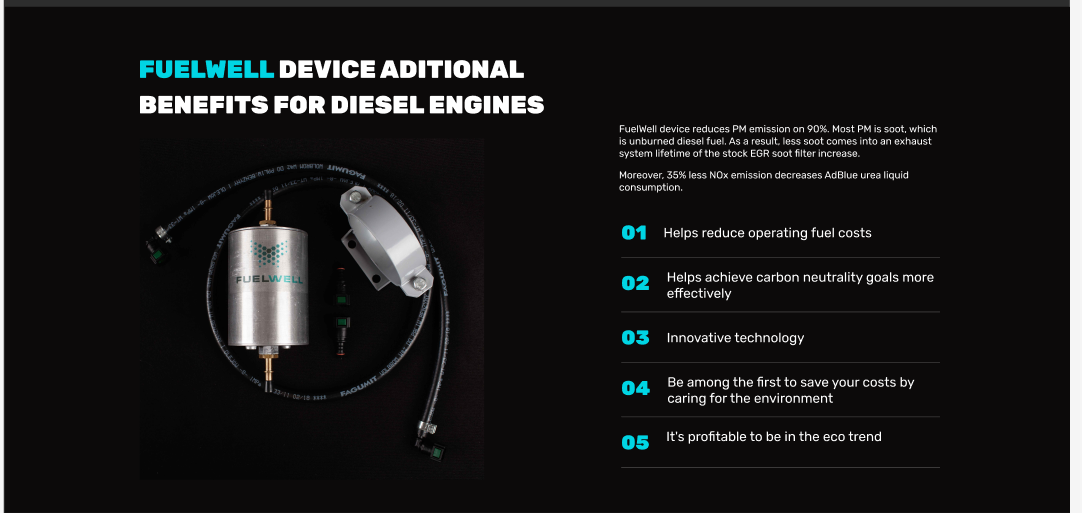 FUELWELL DEVICE ADITIONAL
BENEFITS FOR DIESEL ENGINES
FUELWELL
FAGUMIT
FAGUMIT
FAGUMIT
FuelWell device reduces PM emission on 90%. Most PM is soot, which
is unburned diesel fuel. As a result, less soot comes into an exhaust
system lifetime of the stock EGR soot filter increase.
Moreover, 35% less NOx emission decreases AdBlue urea liquid
consumption.
01 Helps reduce operating fuel costs
02 Helps achieve carbon neutrality goals more
effectively
03 Innovative technology
04 Be among the first to save your costs by
caring for the environment
05 It's profitable to be in the eco trend